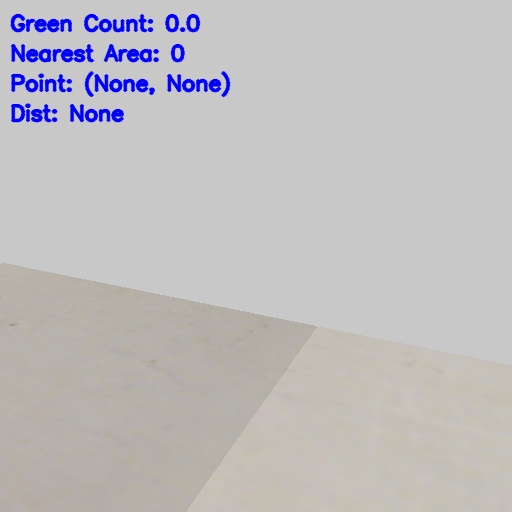 Green Count: 0.0
Nearest Area: 0
Point: (None, None)
Dist: None